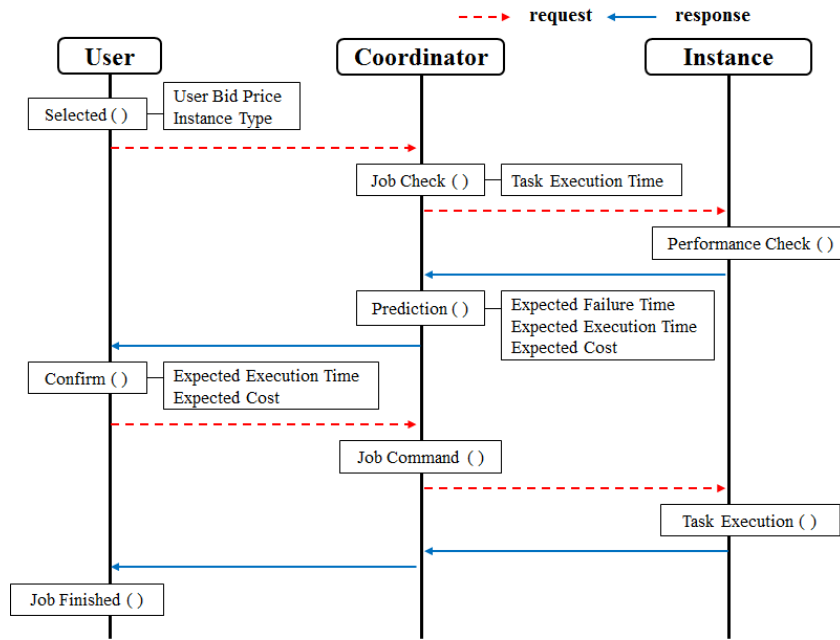 request
response
User
Coordinator
Instance
User Bid Price
Selected ( )
Instance Type
Job Check ( )
Task Execution Time
Performance Check ( )
Prediction ( )
Expected Failure Time
Expected Execution Time
Expected Cost
Confirm ( )
Expected Execution Time
Expected Cost
Job Command ( )
Task Execution ( )
Job Finished ( )